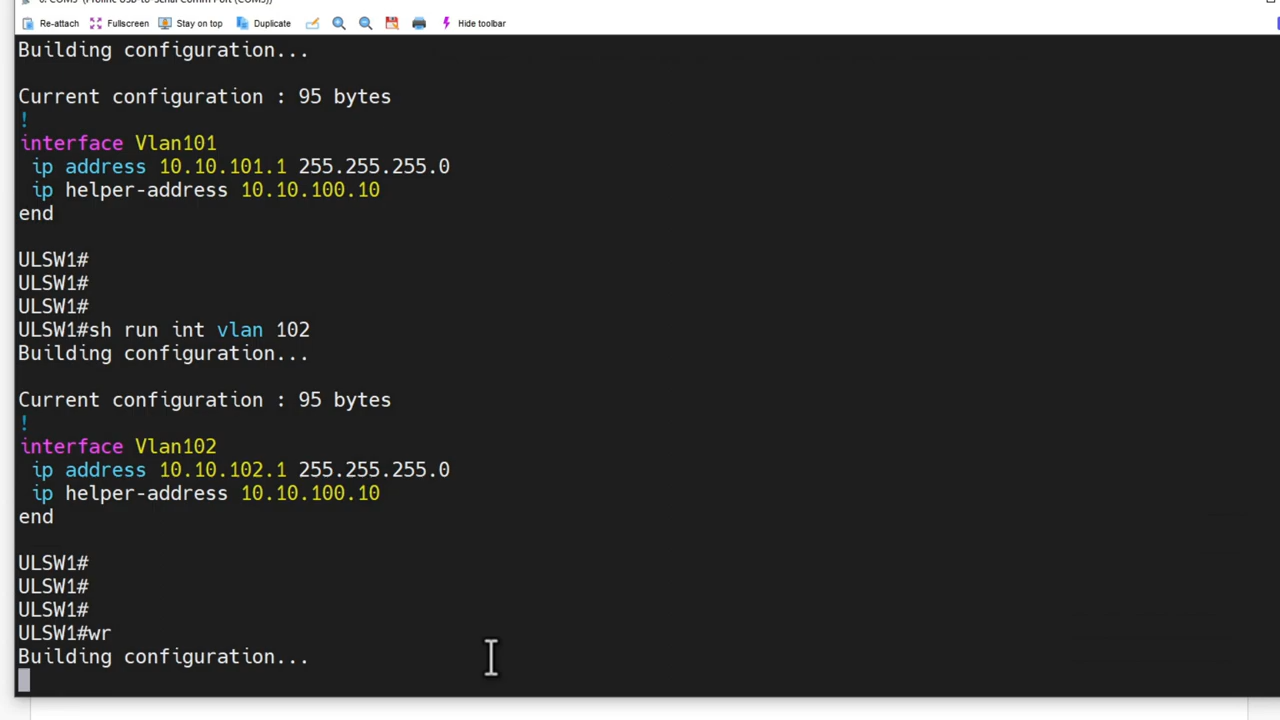 Re-attach Fullscreen Stay on top Duplicate Hide toolbar
Building configuration...
Current configuration : 95 bytes
!
interface Vlan101
ip address 10.10.101.1 255.255.255.0
ip helper-address 10.10.100.10
end
ULSW1#
ULSW1#
ULSW1#
ULSW1#sh run int vlan 102
Building configuration...
Current configuration : 95 bytes
!
interface Vlan102
ip address 10.10.102.1 255.255.255.0
ip helper-address 10.10.100.10
end
ULSW1#
ULSW1#
ULSW1#
ULSW1#wr
Building configuration...